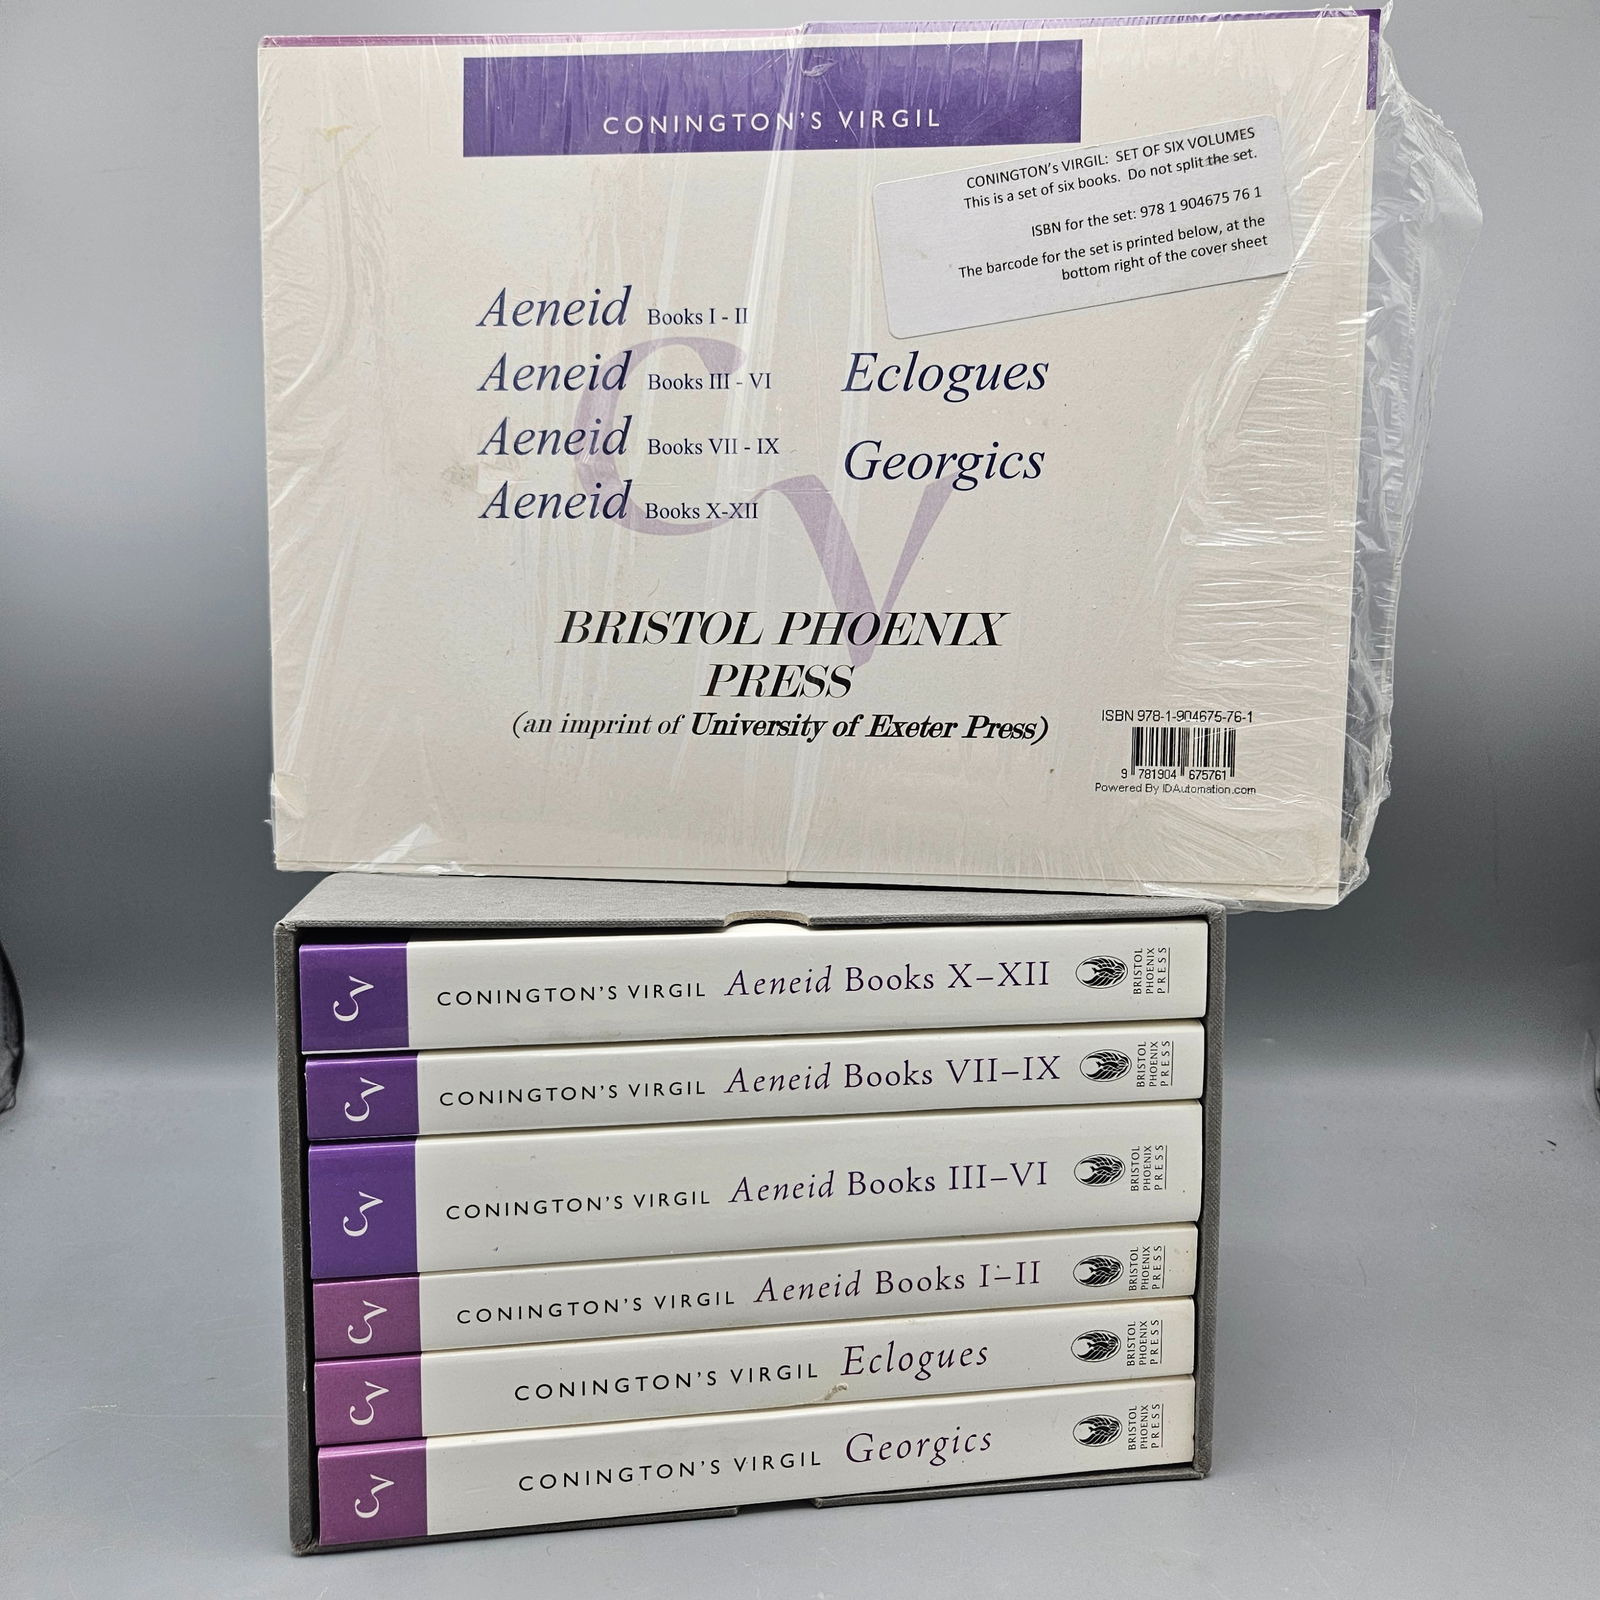 CONINGTON'S VIRGIL
CONINGTON's VIRGIL: SET OF SIX VOLUMES
This is a set of six books. Do not split the set.
ISBN for the set: 978 1 904675 76 1
The barcode for the set is printed below, at the
bottom right of the cover sheet
Aeneid Books I - II
Aeneid Books III - VI
Aeneid Books VII - IX
Aeneid Books X-XII
Eclogues
Georgics
CV
BRISTOL PHOENIX
PRESS
(an imprint of University of Exeter Press)
ISBN 978-1-904675-76-1
9 781904 675761
Powered By IDAutomation.com
CV CONINGTON'S VIRGIL Aeneid Books X–XII BRISTOL PHOENIX PRESS
CV CONINGTON'S VIRGIL Aeneid Books VII–IX BRISTOL PHOENIX PRESS
CV CONINGTON'S VIRGIL Aeneid Books III–VI BRISTOL PHOENIX PRESS
CV CONINGTON'S VIRGIL Aeneid Books I–II BRISTOL PHOENIX PRESS
CV CONINGTON'S VIRGIL Eclogues BRISTOL PHOENIX PRESS
CV CONINGTON'S VIRGIL Georgics BRISTOL PHOENIX PRESS